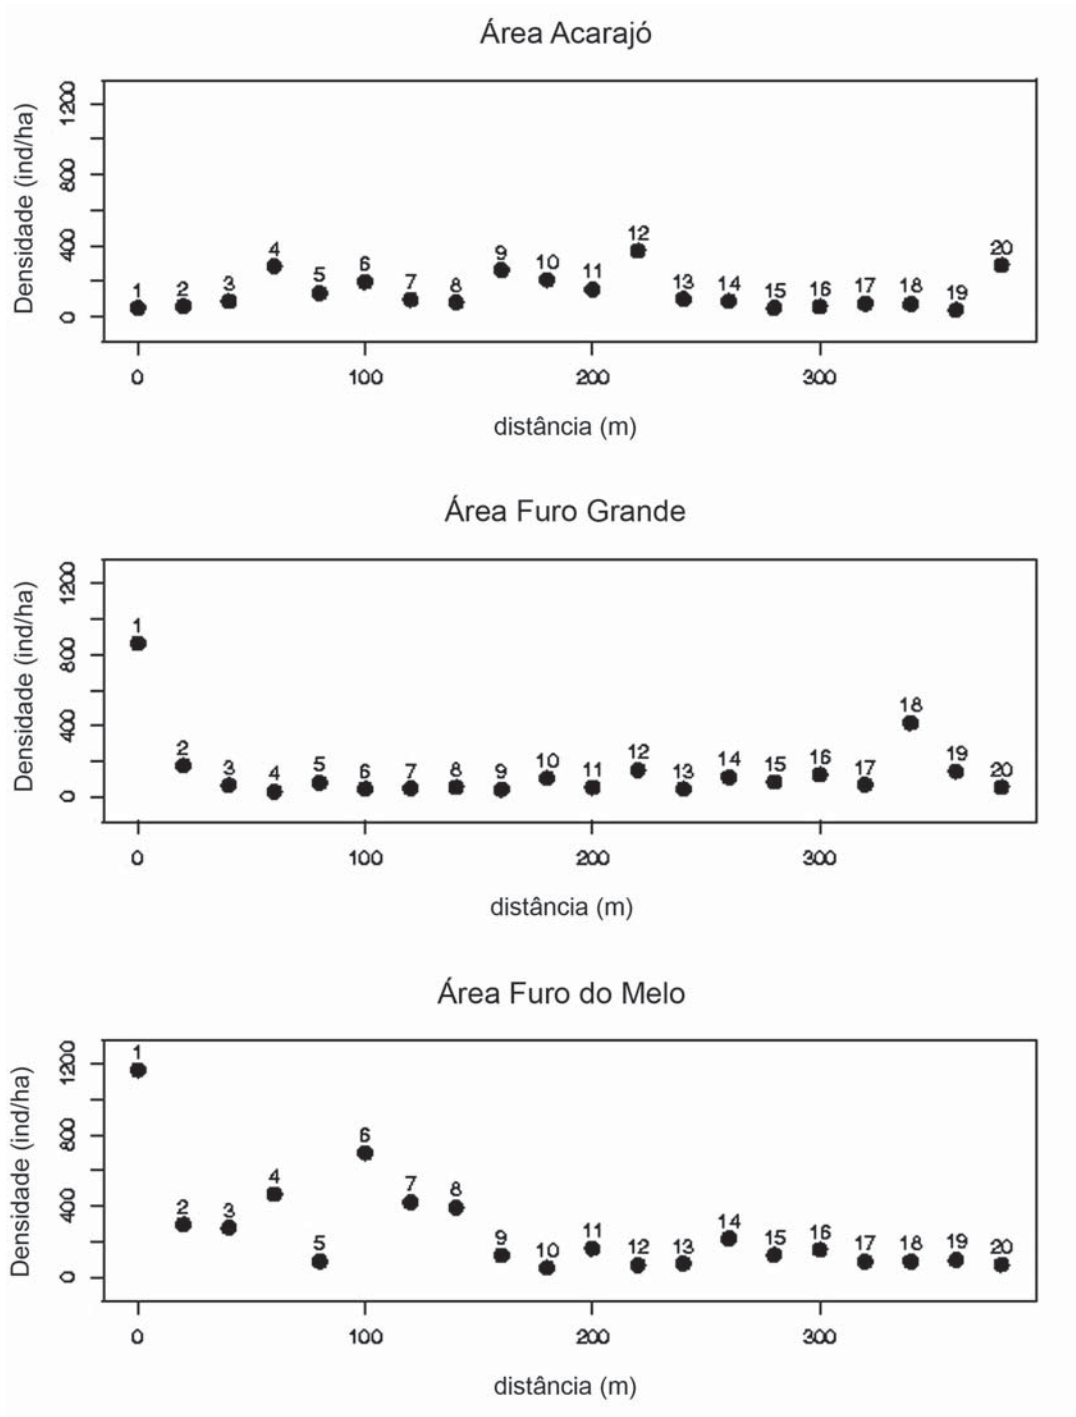 Área Acarajó
Densidade (ind/ha)
1200
800
400
0
1 2 3 4 5 6 7 8 9 10 11 12 13 14 15 16 17 18 19 20
0 100 200 300
distância (m)
Área Furo Grande
Densidade (ind/ha)
1200
800
400
0
1 2 3 4 5 6 7 8 9 10 11 12 13 14 15 16 17 18 19 20
0 100 200 300
distância (m)
Área Furo do Melo
Densidade (ind/ha)
1200
800
400
0
1 2 3 4 5 6 7 8 9 10 11 12 13 14 15 16 17 18 19 20
0 100 200 300
distância (m)